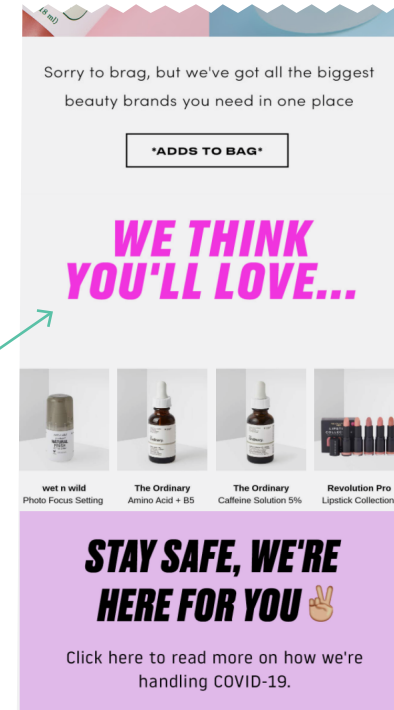 (8 ml)
Sorry to brag, but we've got all the biggest
beauty brands you need in one place
*ADDS TO BAG*
WE THINK
YOU'LL LOVE...
wet n wild
Photo Focus Setting
The Ordinary
Amino Acid + B5
The Ordinary
Caffeine Solution 5%
Revolution Pro
Lipstick Collection
STAY SAFE, WE'RE
HERE FOR YOU✌🏼
Click here to read more on how we're
handling COVID-19.